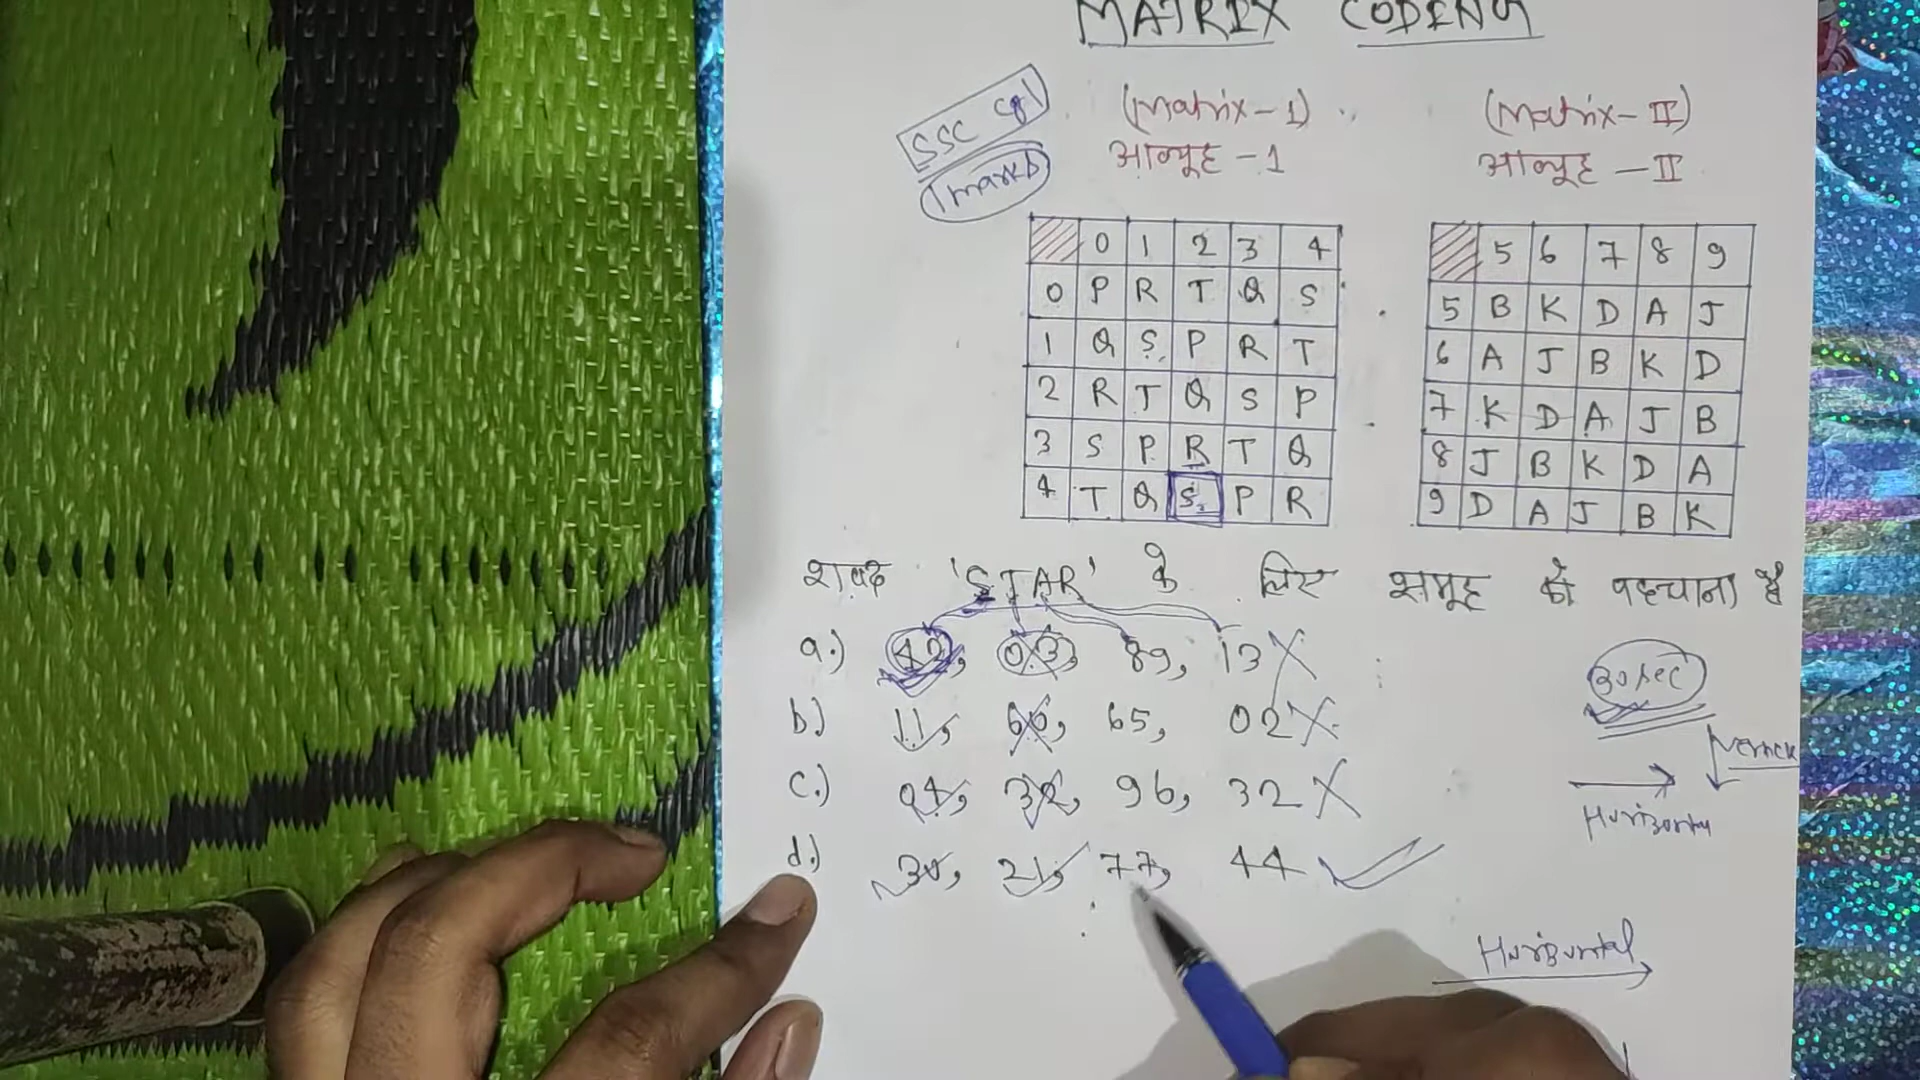 MATRIX CODING
SSC cgl
1 marks
(Matrix-1)
आव्यूह -1
(Matrix-II)
आव्यूह -II
0 1 2 3 4
0 P R T Q S
1 Q S P R T
2 R T Q S P
3 S P R T Q
4 T Q S P R
5 6 7 8 9
5 B K D A J
6 A J B K D
7 K D A J B
8 J B K D A
9 D A J B K
शब्द 'STAR' के लिए समूह को पहचाना है
a.) 42, 03, 89, 13
b.) 11, 66, 65, 02
c.) 04, 32, 96, 32
d.) 30, 21, 77, 44
30 sec
Horizontal
Horizontal